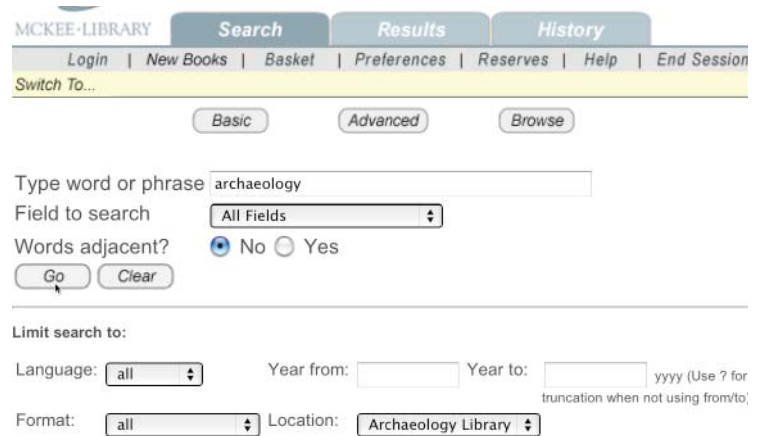 MCKEE·LIBRARY Search Results History
Login | New Books | Basket | Preferences | Reserves | Help | End Session
Switch To...
Basic Advanced Browse
Type word or phrase archaeology
Field to search All Fields
Words adjacent? No Yes
Go Clear
Limit search to:
Language: all Year from: Year to: yyyy (Use ? for
truncation when not using from/to)
Format: all Location: Archaeology Library